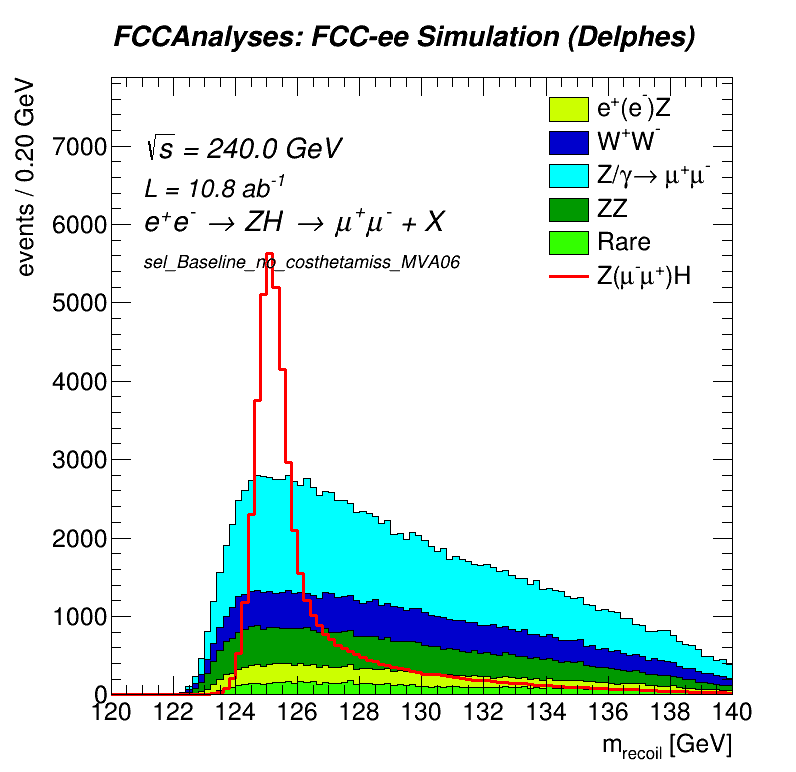 FCCAnalyses: FCC-ee Simulation (Delphes)
events / 0.20 GeV
√s = 240.0 GeV
L = 10.8 ab⁻¹
e⁺e⁻ → ZH → μ⁺μ⁻ + X
sel_Baseline_no_costhetamiss_MVA06
e⁺(e⁻)Z
W⁺W⁻
Z/γ→ μ⁺μ⁻
ZZ
Rare
Z(μ⁻μ⁺)H
7000
6000
5000
4000
3000
2000
1000
0
120 122 124 126 128 130 132 134 136 138 140
m_recoil [GeV]